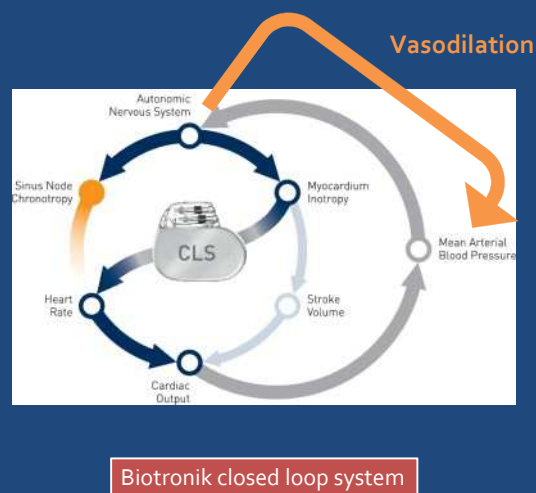 Vasodilation
Autonomic
Nervous System
Sinus Node
Chronotropy
Myocardium
Inotropy
CLS
Mean Arterial
Blood Pressure
Heart
Rate
Stroke
Volume
Cardiac
Output
Biotronik closed loop system